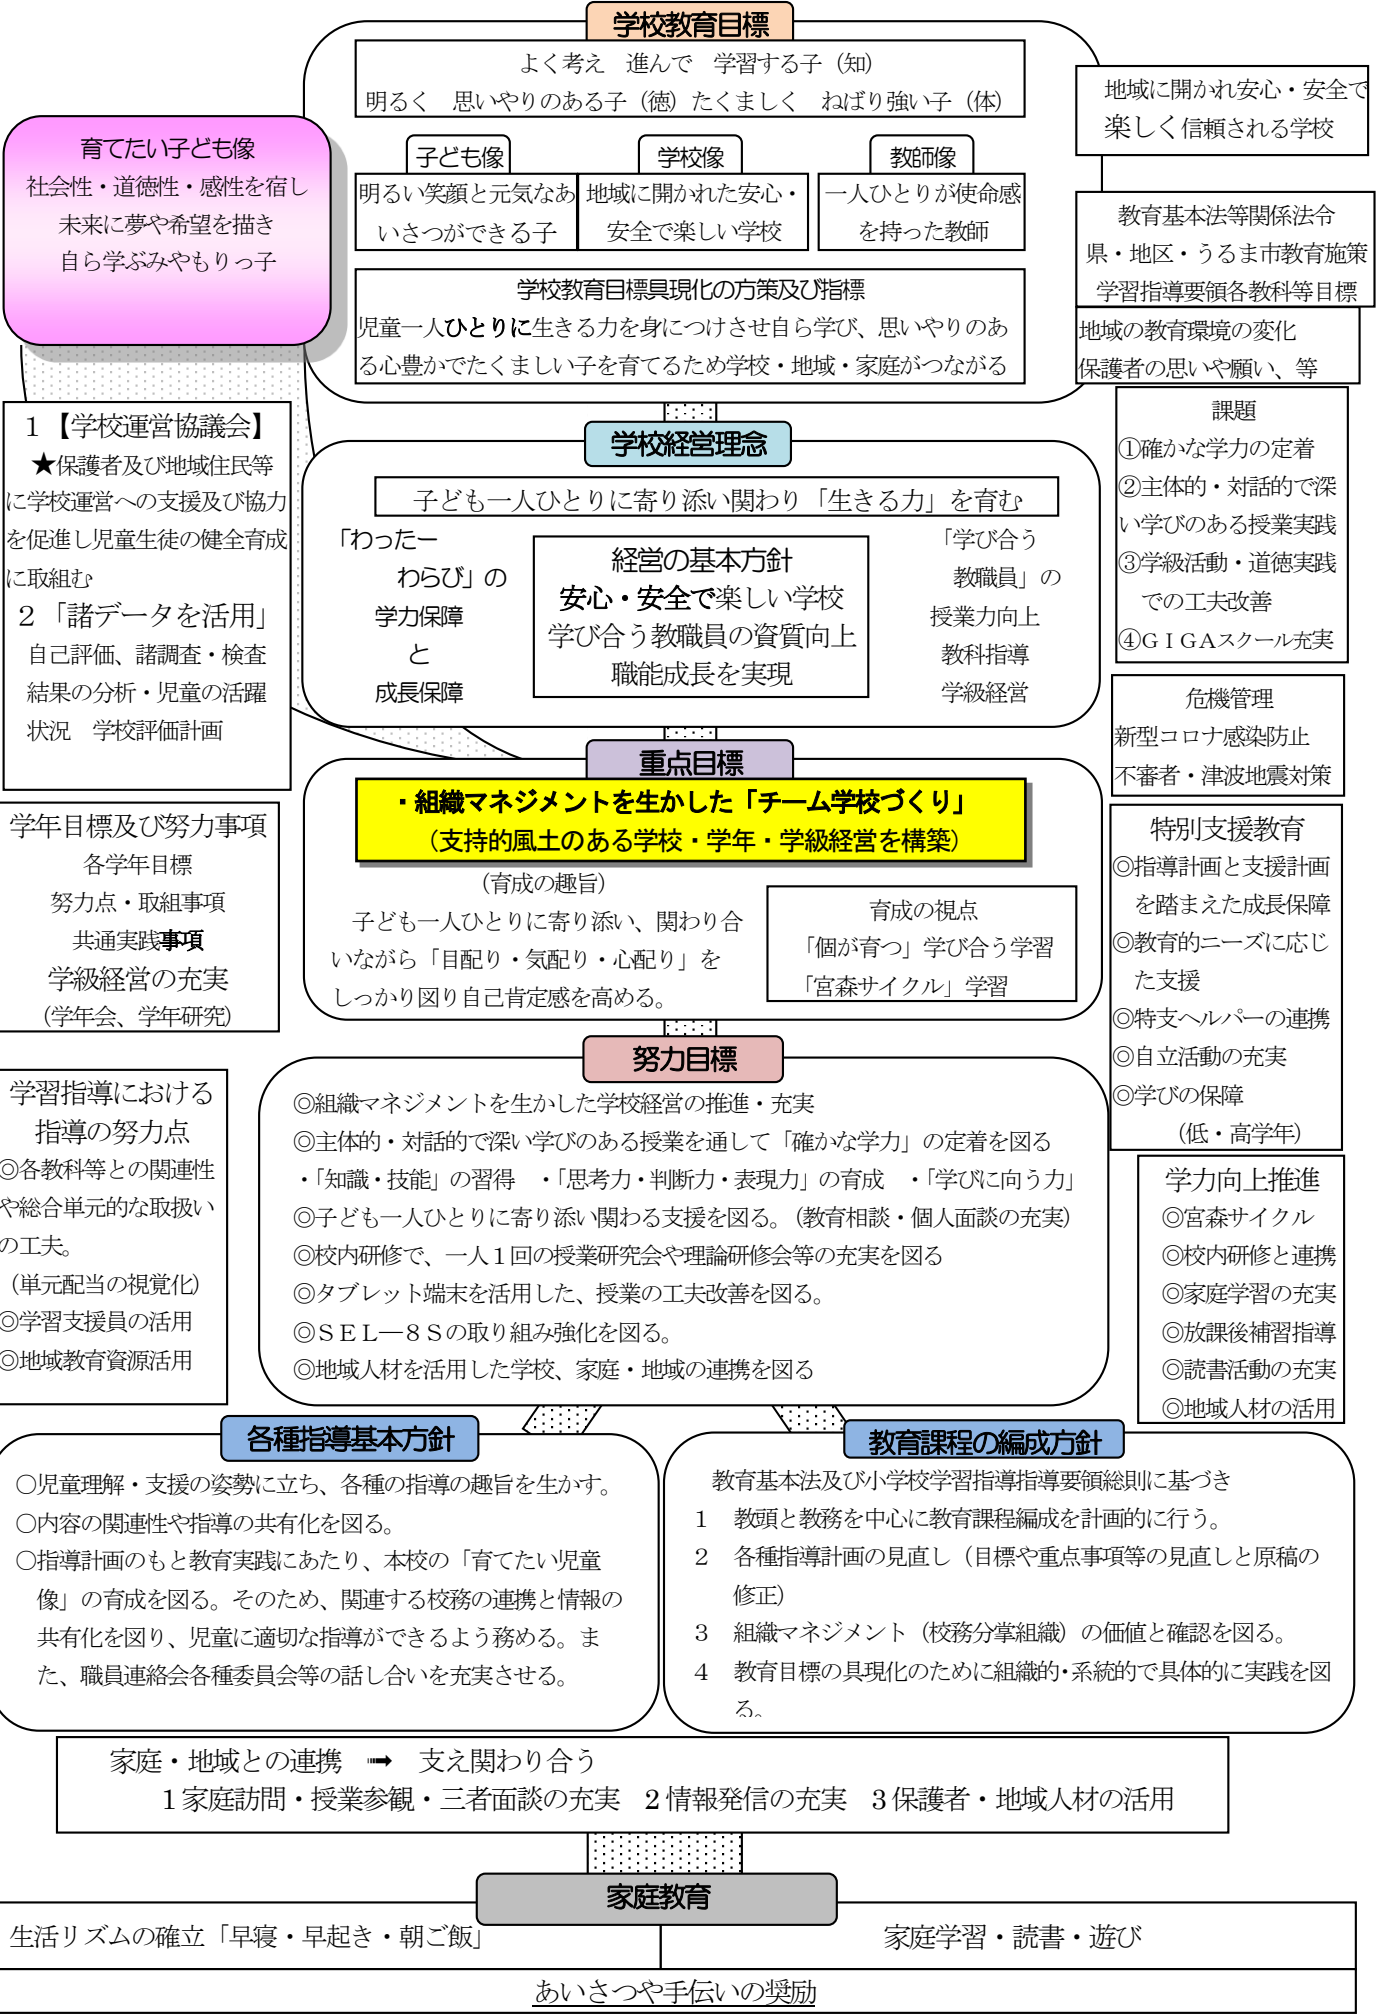 学校教育目標
よく考え　進んで　学習する子（知）
明るく　思いやりのある子（徳）たくましく　ねばり強い子（体）
地域に開かれ安心・安全で
楽しく信頼される学校
育てたい子ども像
社会性・道徳性・感性を宿し
未来に夢や希望を描き
自ら学ぶみやもりっ子
子ども像
明るい笑顔と元気なあ
いさつができる子
学校像
地域に開かれた安心・
安全で楽しい学校
教師像
一人ひとりが使命感
を持った教師
教育基本法等関係法令
県・地区・うるま市教育施策
学習指導要領各教科等目標
学校教育目標具現化の方策及び指標
児童一人ひとりに生きる力を身につけさせ自ら学び、思いやりのあ
る心豊かでたくましい子を育てるため学校・地域・家庭がつながる
地域の教育環境の変化
保護者の思いや願い、等
１【学校運営協議会】
★保護者及び地域住民等
に学校運営への支援及び協力
を促進し児童生徒の健全育成
に取組む
２「諸データを活用」
自己評価、諸調査・検査
結果の分析・児童の活躍
状況　学校評価計画
学校経営理念
子ども一人ひとりに寄り添い関わり「生きる力」を育む
「わったー
わらび」の
学力保障
と
成長保障
経営の基本方針
安心・安全で楽しい学校
学び合う教職員の資質向上
職能成長を実現
「学び合う
教職員」の
授業力向上
教科指導
学級経営
課題
①確かな学力の定着
②主体的・対話的で深
い学びのある授業実践
③学級活動・道徳実践
での工夫改善
④ＧＩＧＡスクール充実
危機管理
新型コロナ感染防止
不審者・津波地震対策
重点目標
・組織マネジメントを生かした「チーム学校づくり」
（支持的風土のある学校・学年・学級経営を構築）
（育成の趣旨）
子ども一人ひとりに寄り添い、関わり合
いながら「目配り・気配り・心配り」を
しっかり図り自己肯定感を高める。
育成の視点
「個が育つ」学び合う学習
「宮森サイクル」学習
学年目標及び努力事項
各学年目標
努力点・取組事項
共通実践事項
学級経営の充実
（学年会、学年研究）
特別支援教育
◎指導計画と支援計画
を踏まえた成長保障
◎教育的ニーズに応じ
た支援
◎特支ヘルパーの連携
◎自立活動の充実
◎学びの保障
（低・高学年）
学習指導における
指導の努力点
◎各教科等との関連性
や総合単元的な取扱い
の工夫。
（単元配当の視覚化）
◎学習支援員の活用
◎地域教育資源活用
努力目標
◎組織マネジメントを生かした学校経営の推進・充実
◎主体的・対話的で深い学びのある授業を通して「確かな学力」の定着を図る
・「知識・技能」の習得　・「思考力・判断力・表現力」の育成　・「学びに向う力」
◎子ども一人ひとりに寄り添い関わる支援を図る。（教育相談・個人面談の充実）
◎校内研修で、一人１回の授業研究会や理論研修会等の充実を図る
◎タブレット端末を活用した、授業の工夫改善を図る。
◎ＳＥＬ―８Ｓの取り組み強化を図る。
◎地域人材を活用した学校、家庭・地域の連携を図る
学力向上推進
◎宮森サイクル
◎校内研修と連携
◎家庭学習の充実
◎放課後補習指導
◎読書活動の充実
◎地域人材の活用
各種指導基本方針
○児童理解・支援の姿勢に立ち、各種の指導の趣旨を生かす。
○内容の関連性や指導の共有化を図る。
○指導計画のもと教育実践にあたり、本校の「育てたい児童
像」の育成を図る。そのため、関連する校務の連携と情報の
共有化を図り、児童に適切な指導ができるよう務める。ま
た、職員連絡会各種委員会等の話し合いを充実させる。
教育課程の編成方針
教育基本法及び小学校学習指導指導要領総則に基づき
１　教頭と教務を中心に教育課程編成を計画的に行う。
２　各種指導計画の見直し（目標や重点事項等の見直しと原稿の
修正）
３　組織マネジメント（校務分掌組織）の価値と確認を図る。
４　教育目標の具現化のために組織的・系統的で具体的に実践を図
る。
家庭・地域との連携　➟　支え関わり合う
１家庭訪問・授業参観・三者面談の充実　２情報発信の充実　３保護者・地域人材の活用
家庭教育
生活リズムの確立「早寝・早起き・朝ご飯」
家庭学習・読書・遊び
あいさつや手伝いの奨励